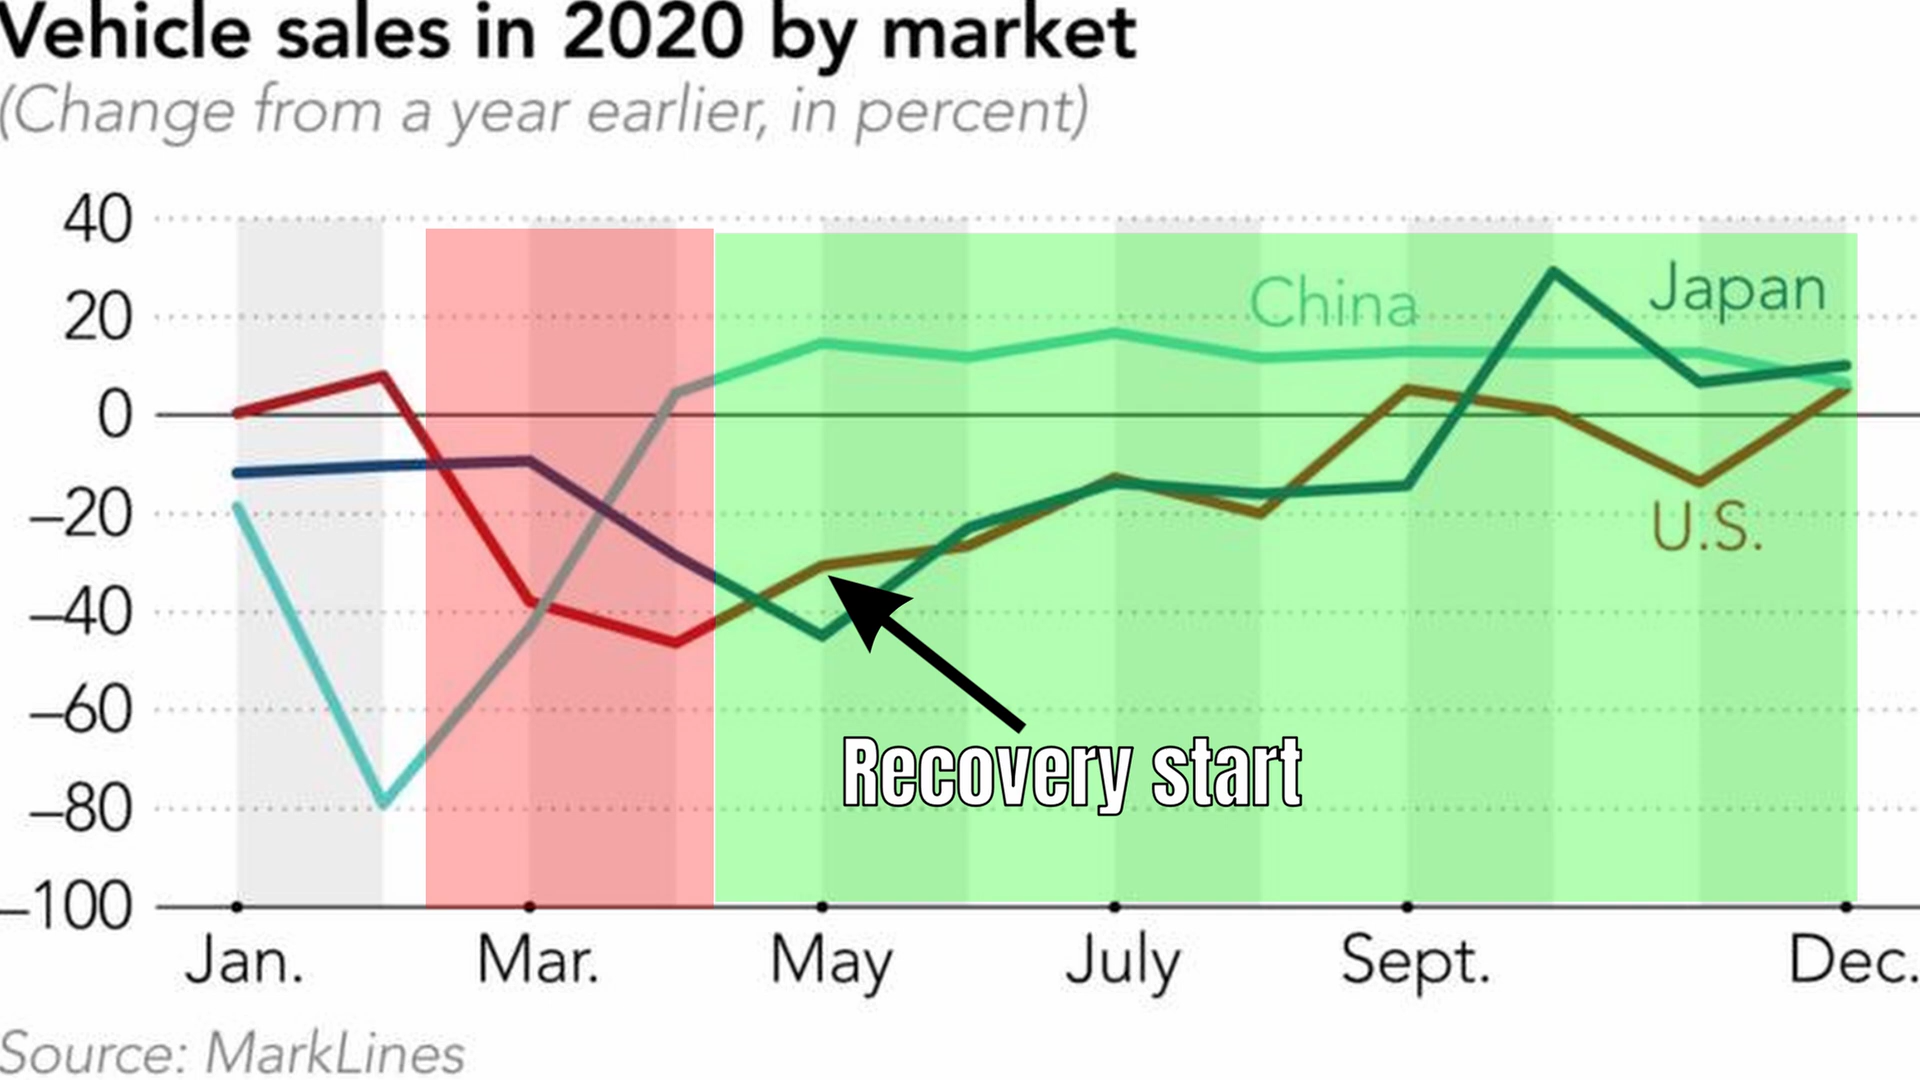 Vehicle sales in 2020 by market
(Change from a year earlier, in percent)
40
20
0
–20
–40
–60
–80
–100
China
Japan
U.S.
Recovery start
Jan. Mar. May July Sept. Dec.
Source: MarkLines